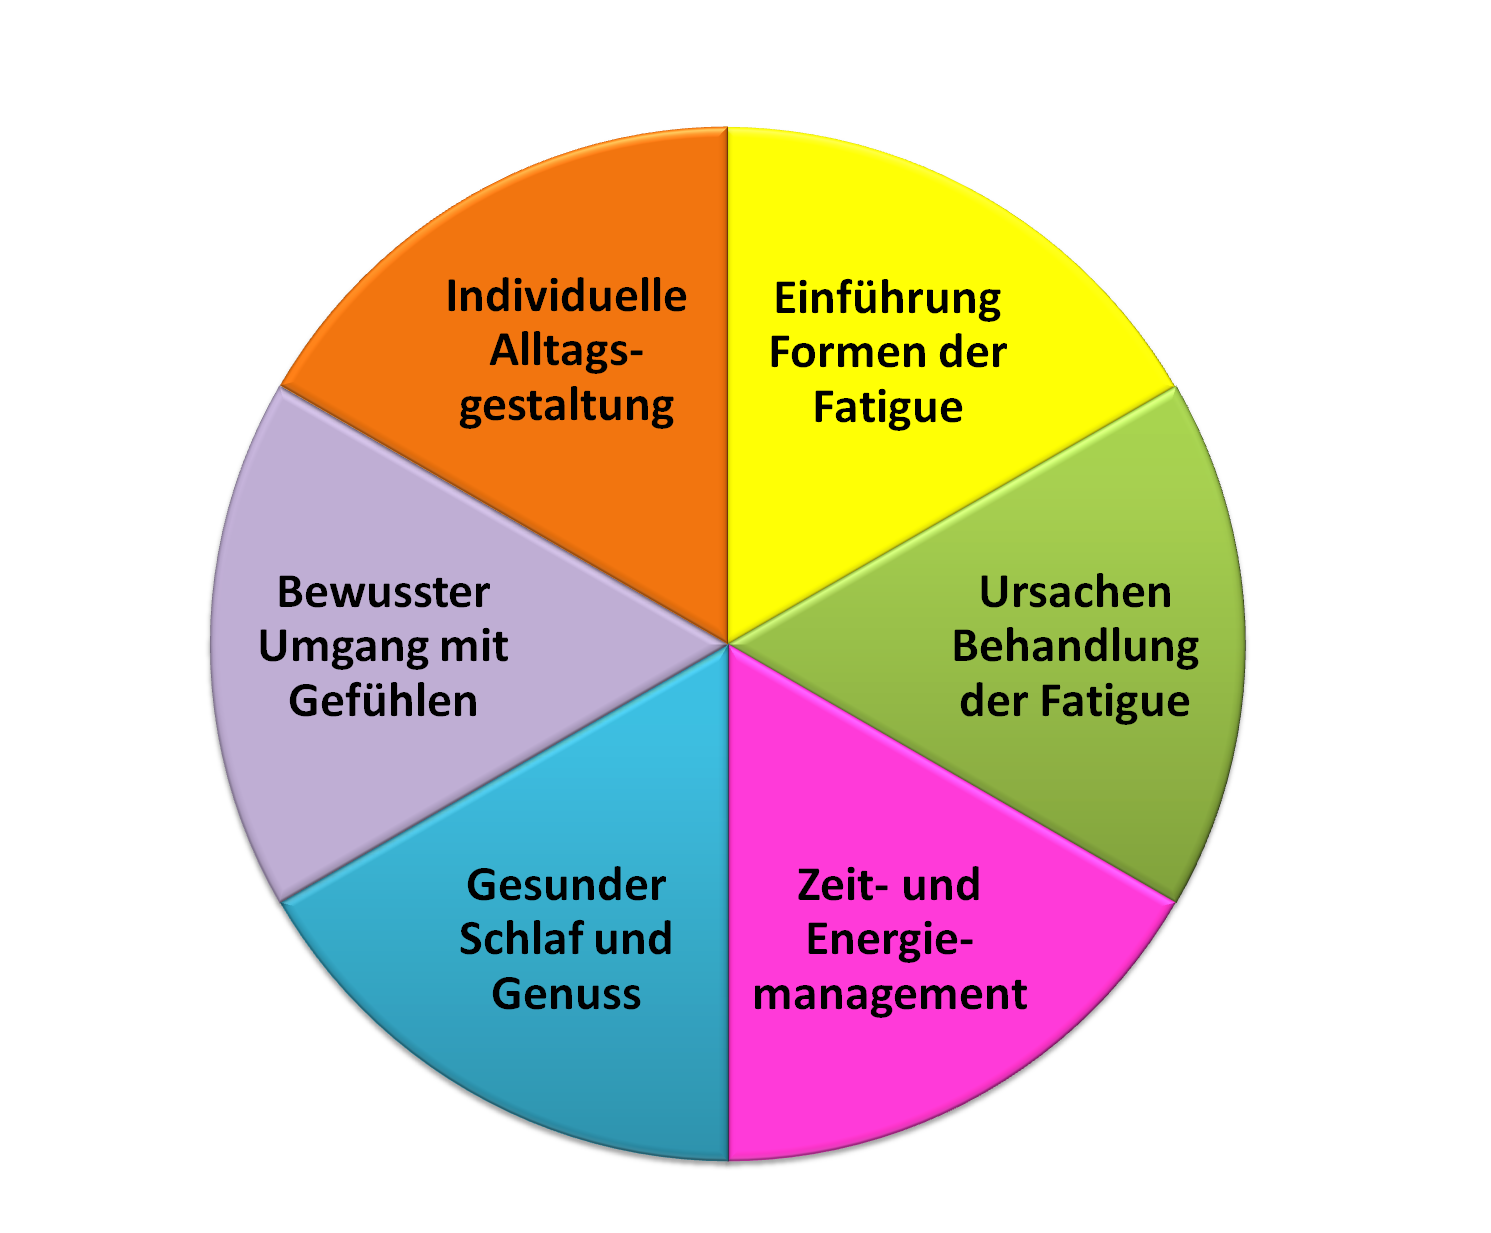 Individuelle
Alltags-
gestaltung
Einführung
Formen der
Fatigue
Bewusster
Umgang mit
Gefühlen
Ursachen
Behandlung
der Fatigue
Gesunder
Schlaf und
Genuss
Zeit- und
Energie-
management